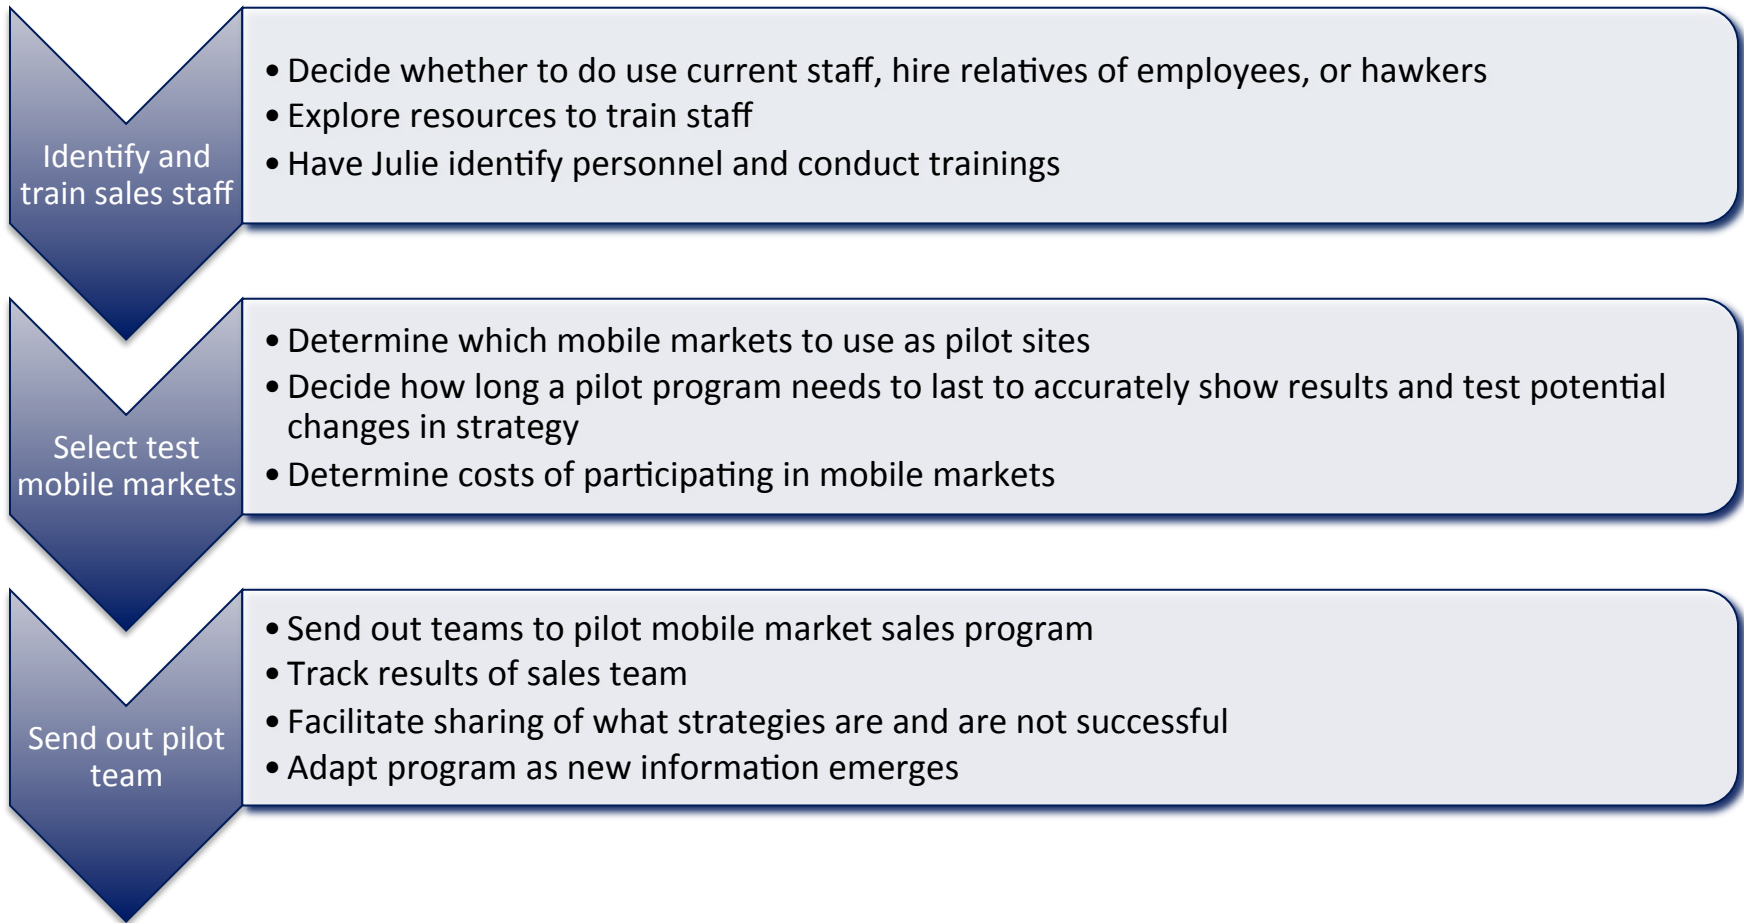 Identify and
train sales staff
• Decide whether to do use current staff, hire relatives of employees, or hawkers
• Explore resources to train staff
• Have Julie identify personnel and conduct trainings
Select test
mobile markets
• Determine which mobile markets to use as pilot sites
• Decide how long a pilot program needs to last to accurately show results and test potential
changes in strategy
• Determine costs of participating in mobile markets
Send out pilot
team
• Send out teams to pilot mobile market sales program
• Track results of sales team
• Facilitate sharing of what strategies are and are not successful
• Adapt program as new information emerges